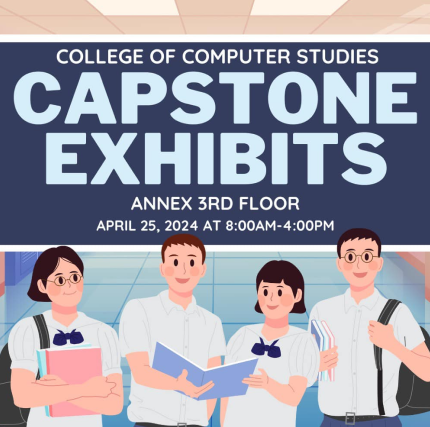 COLLEGE OF COMPUTER STUDIES
CAPSTONE
EXHIBITS
ANNEX 3RD FLOOR
APRIL 25, 2024 AT 8:00AM-4:00PM